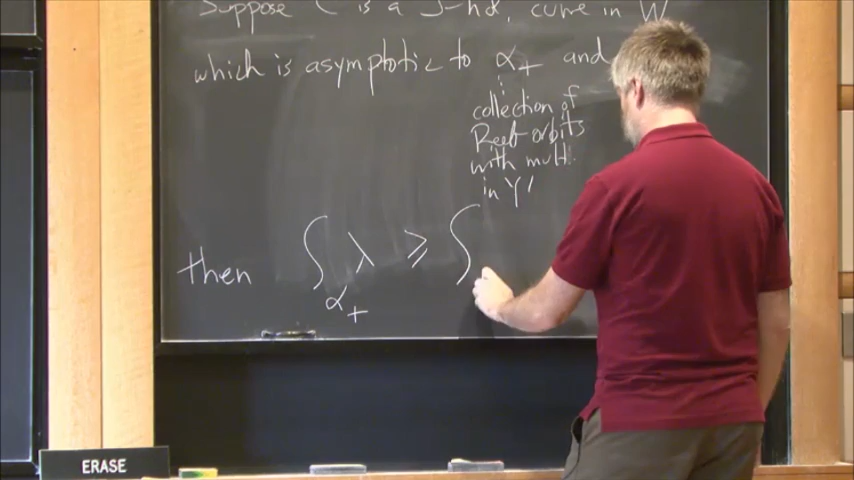 Suppose C is a J-hol. curve in W
which is asymptotic to α₊ and
collection of
Reeb orbits
with mult.
in Y
then ∫_{α₊} λ ≥ ∫
ERASE